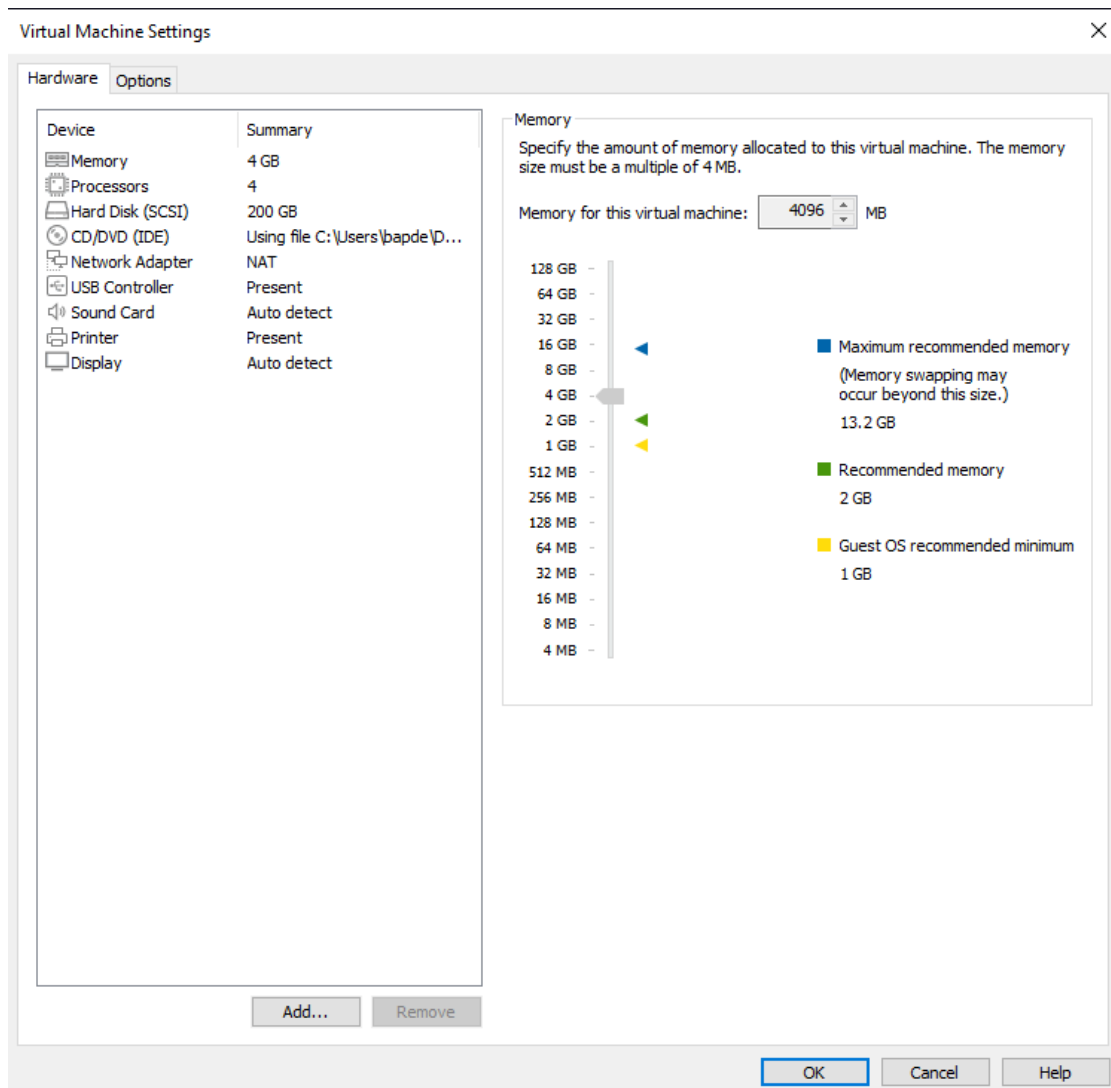 Virtual Machine Settings
Hardware Options
Device Summary
Memory 4 GB
Processors 4
Hard Disk (SCSI) 200 GB
CD/DVD (IDE) Using file C:\Users\bapde\D...
Network Adapter NAT
USB Controller Present
Sound Card Auto detect
Printer Present
Display Auto detect
Add... Remove
Memory
Specify the amount of memory allocated to this virtual machine. The memory
size must be a multiple of 4 MB.
Memory for this virtual machine: 4096 MB
128 GB
64 GB
32 GB
16 GB
8 GB
4 GB
2 GB
1 GB
512 MB
256 MB
128 MB
64 MB
32 MB
16 MB
8 MB
4 MB
Maximum recommended memory
(Memory swapping may
occur beyond this size.)
13.2 GB
Recommended memory
2 GB
Guest OS recommended minimum
1 GB
OK Cancel Help